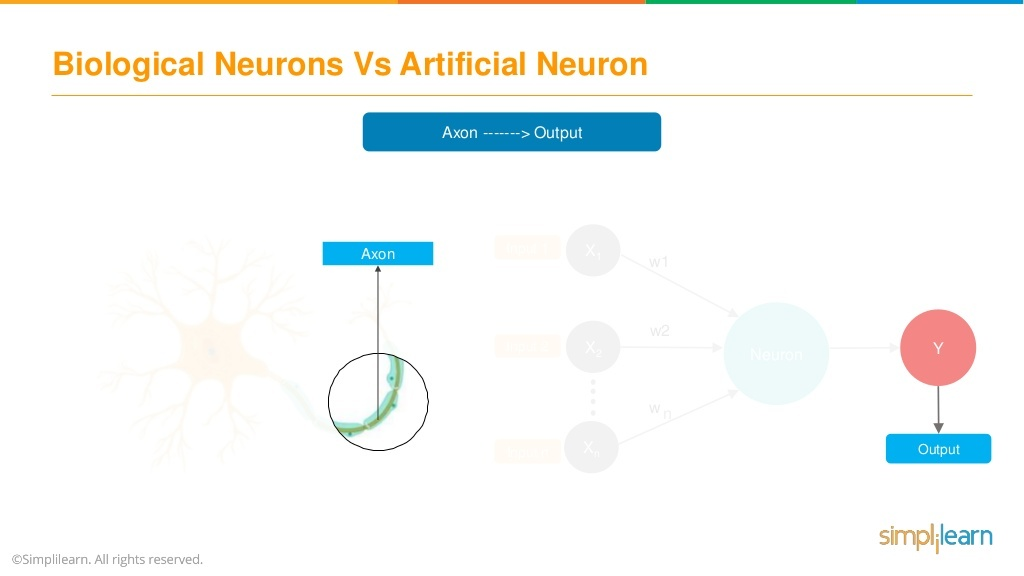 Biological Neurons Vs Artificial Neuron
Axon -------> Output
Axon
X1
w1
w2
X2
Neuron
Y
wn
Xn
Output
simplilearn
©Simplilearn. All rights reserved.